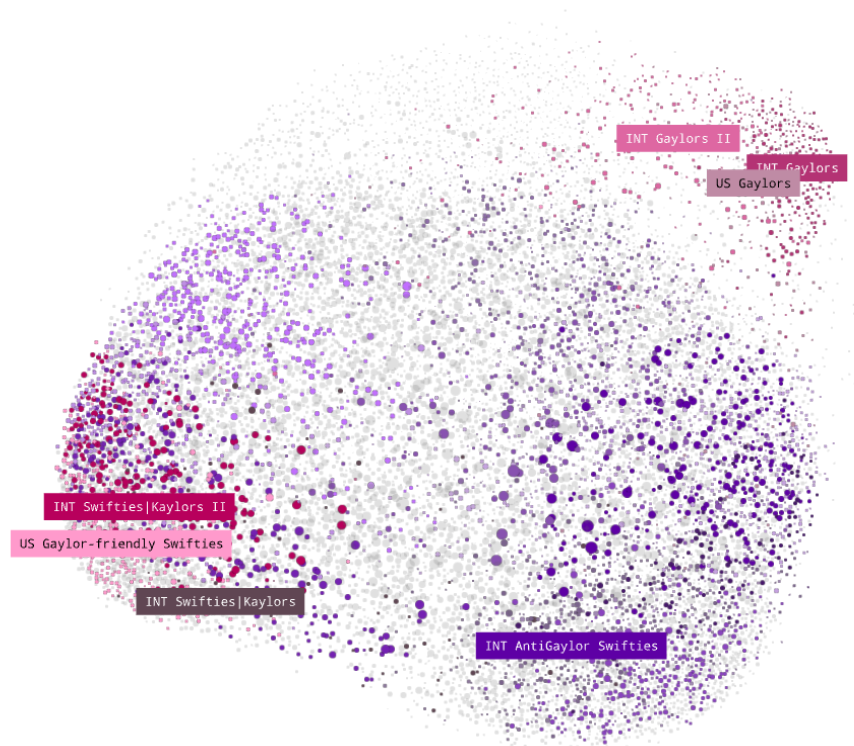 INT Gaylors II
INT Gaylors
US Gaylors
INT Swifties|Kaylors II
US Gaylor-friendly Swifties
INT Swifties|Kaylors
INT AntiGaylor Swifties